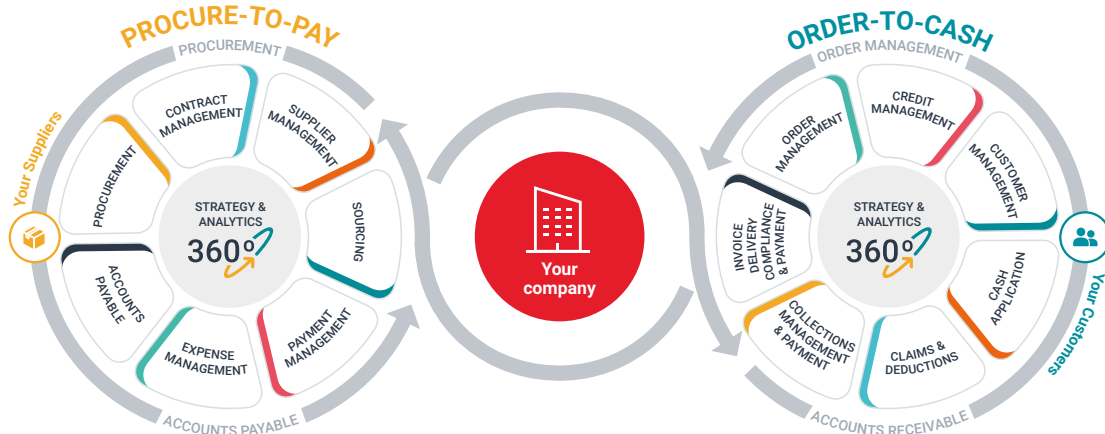 PROCURE-TO-PAY
PROCUREMENT
Your Suppliers
CONTRACT
MANAGEMENT
SUPPLIER
MANAGEMENT
PROCUREMENT
SOURCING
STRATEGY &
ANALYTICS
360º
ACCOUNTS
PAYABLE
EXPENSE
MANAGEMENT
PAYMENT
MANAGEMENT
ACCOUNTS PAYABLE
Your
company
ORDER-TO-CASH
ORDER MANAGEMENT
ORDER
MANAGEMENT
CREDIT
MANAGEMENT
CUSTOMER
MANAGEMENT
STRATEGY &
ANALYTICS
360º
INVOICE
DELIVERY
COMPLIANCE
& PAYMENT
CASH
APPLICATION
COLLECTIONS
MANAGEMENT
& PAYMENT
CLAIMS &
DEDUCTIONS
Your Customers
ACCOUNTS RECEIVABLE